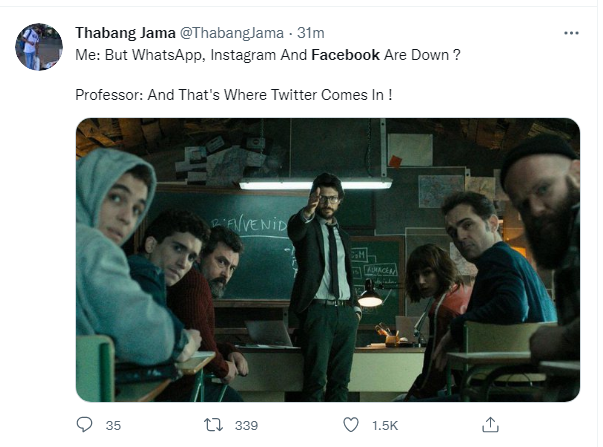 Thabang Jama @ThabangJama · 31m
Me: But WhatsApp, Instagram And Facebook Are Down ?
Professor: And That's Where Twitter Comes In !
BIENVENID
ALMACEN
35 339 1.5K